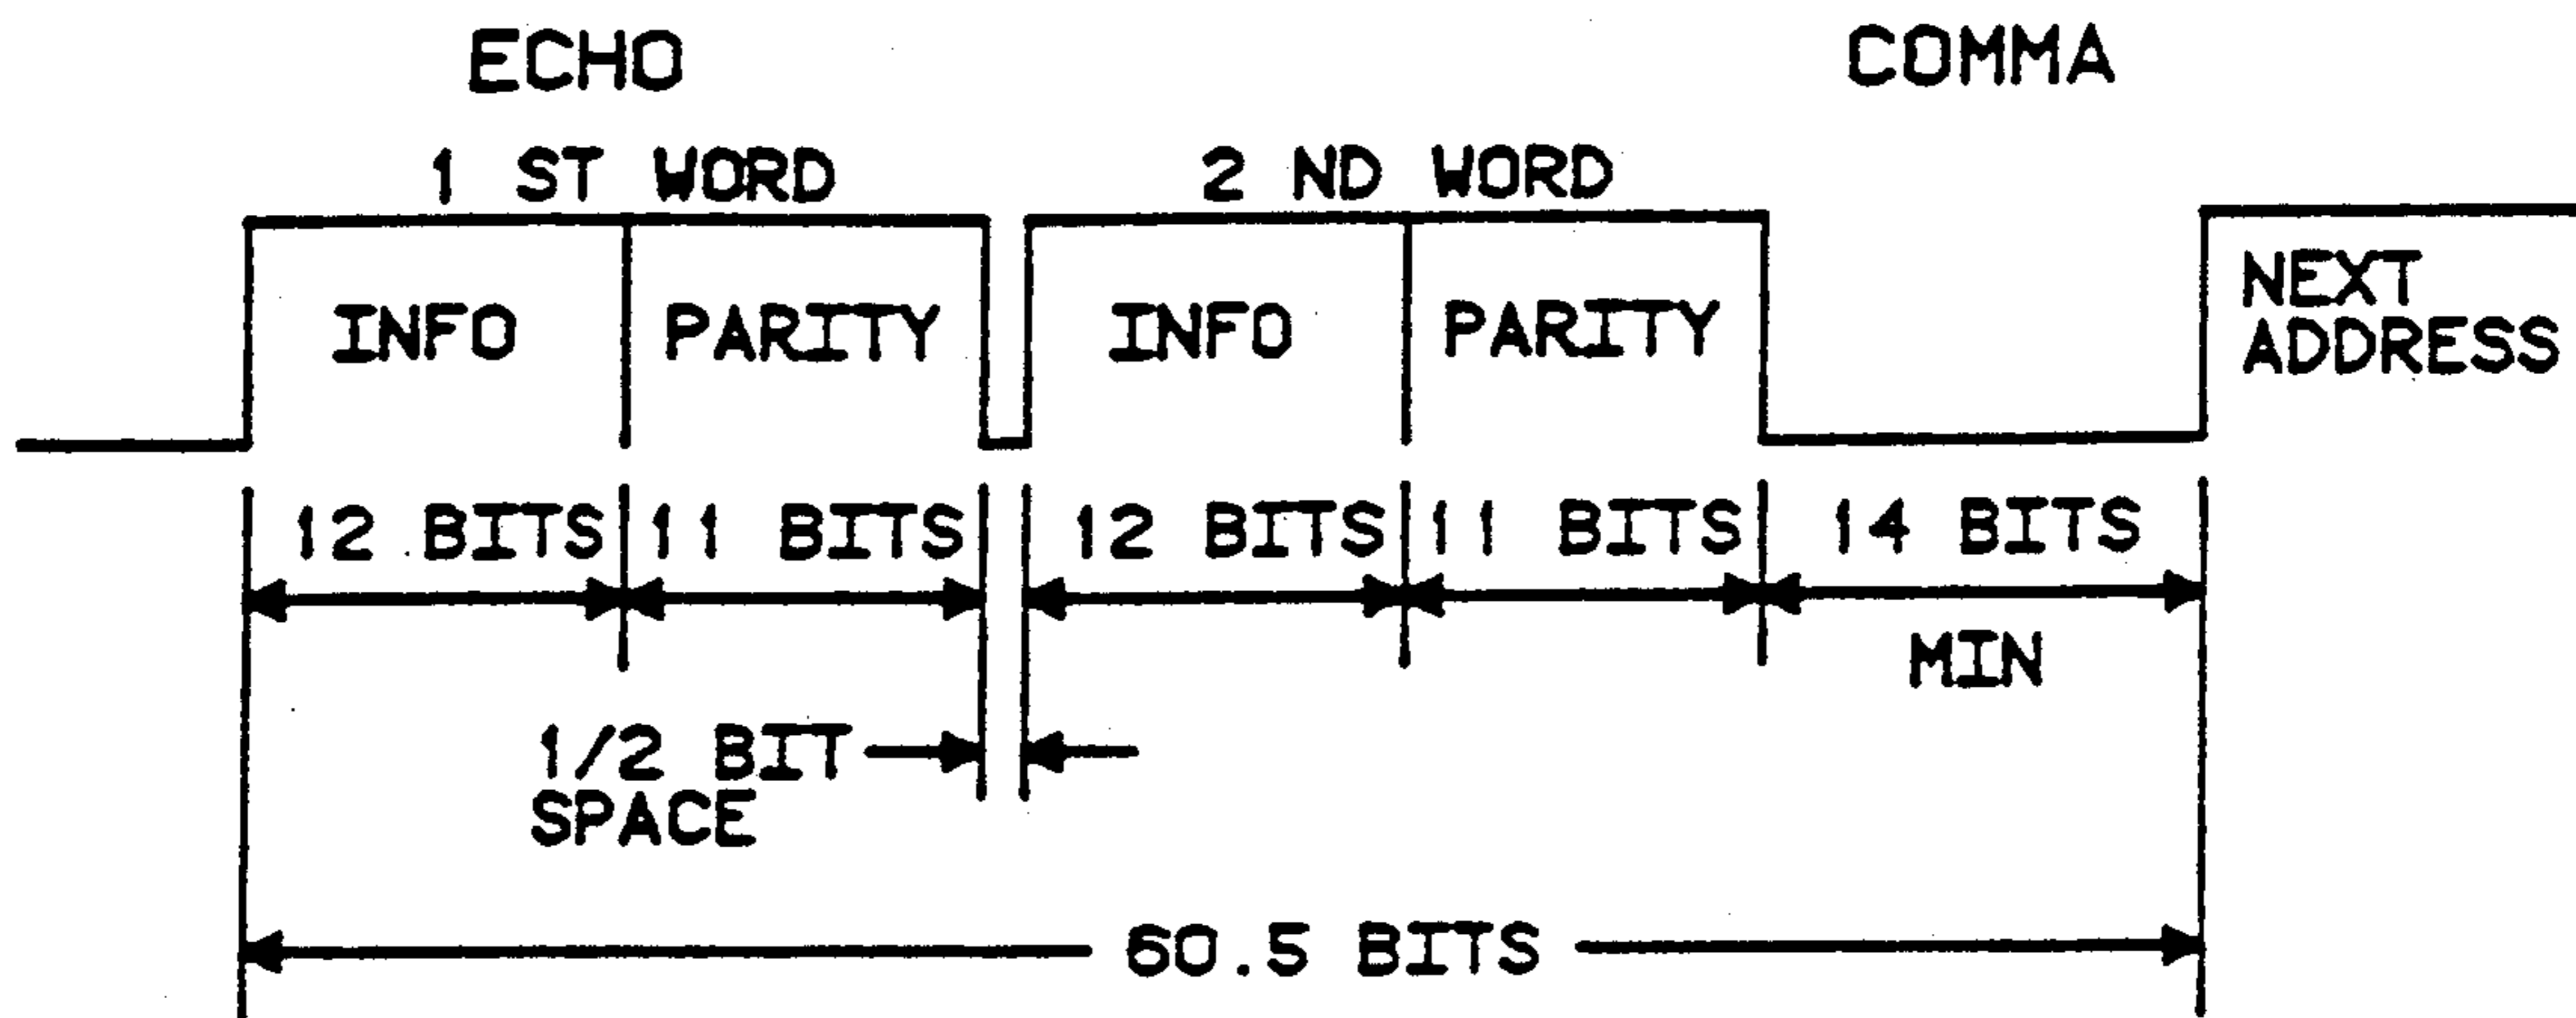 ECHO COMMA
1 ST WORD 2 ND WORD
INFO PARITY INFO PARITY NEXT
ADDRESS
12 BITS 11 BITS 12 BITS 11 BITS 14 BITS
MIN
1/2 BIT
SPACE
60.5 BITS